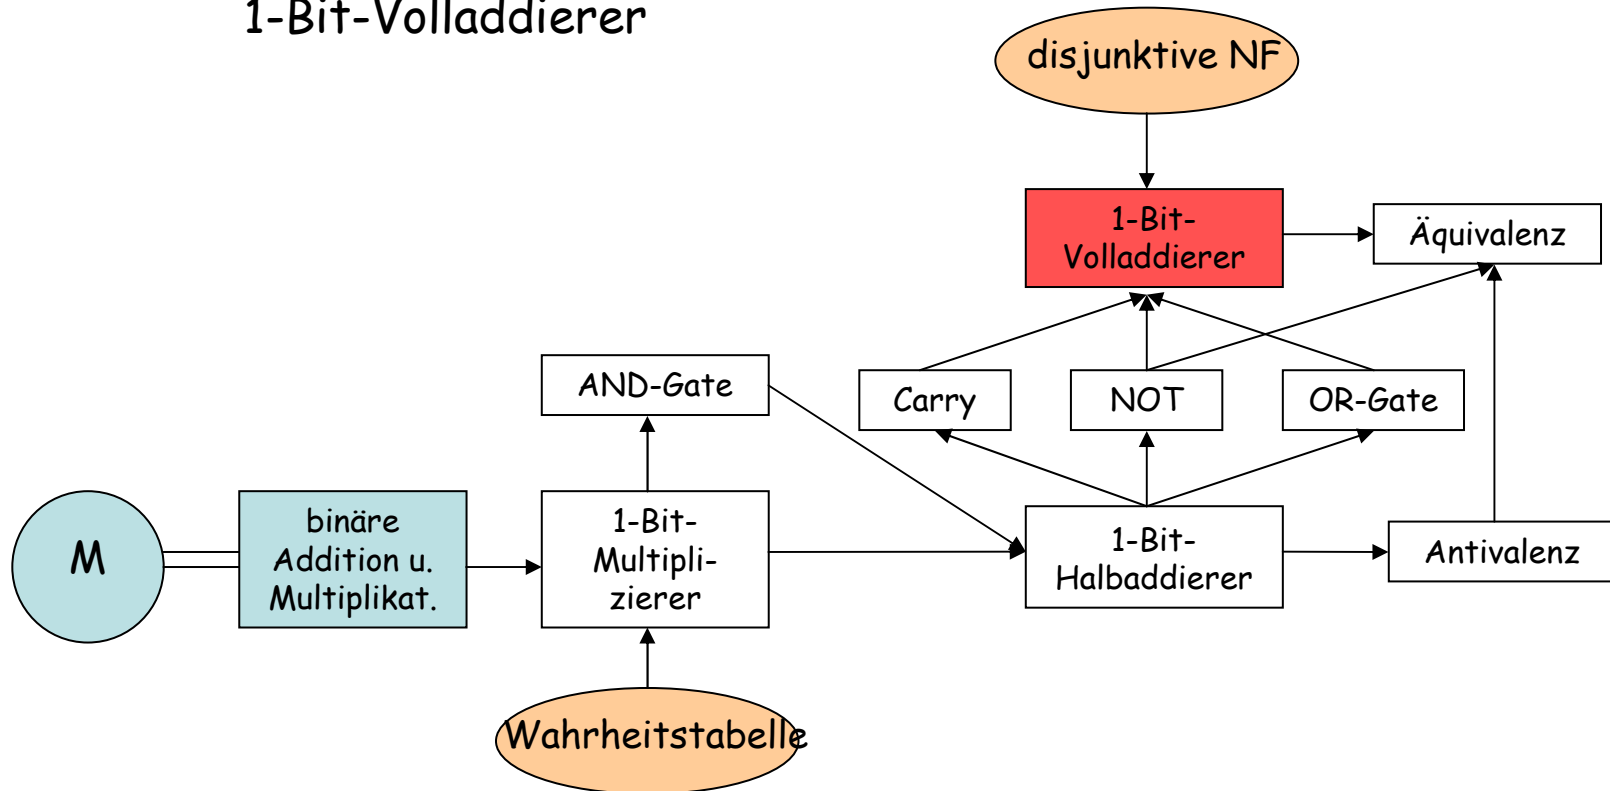 1-Bit-Volladdierer
disjunktive NF
1-Bit-
Volladdierer
Äquivalenz
AND-Gate
Carry
NOT
OR-Gate
M
binäre
Addition u.
Multiplikat.
1-Bit-
Multipli-
zierer
1-Bit-
Halbaddierer
Antivalenz
Wahrheitstabelle